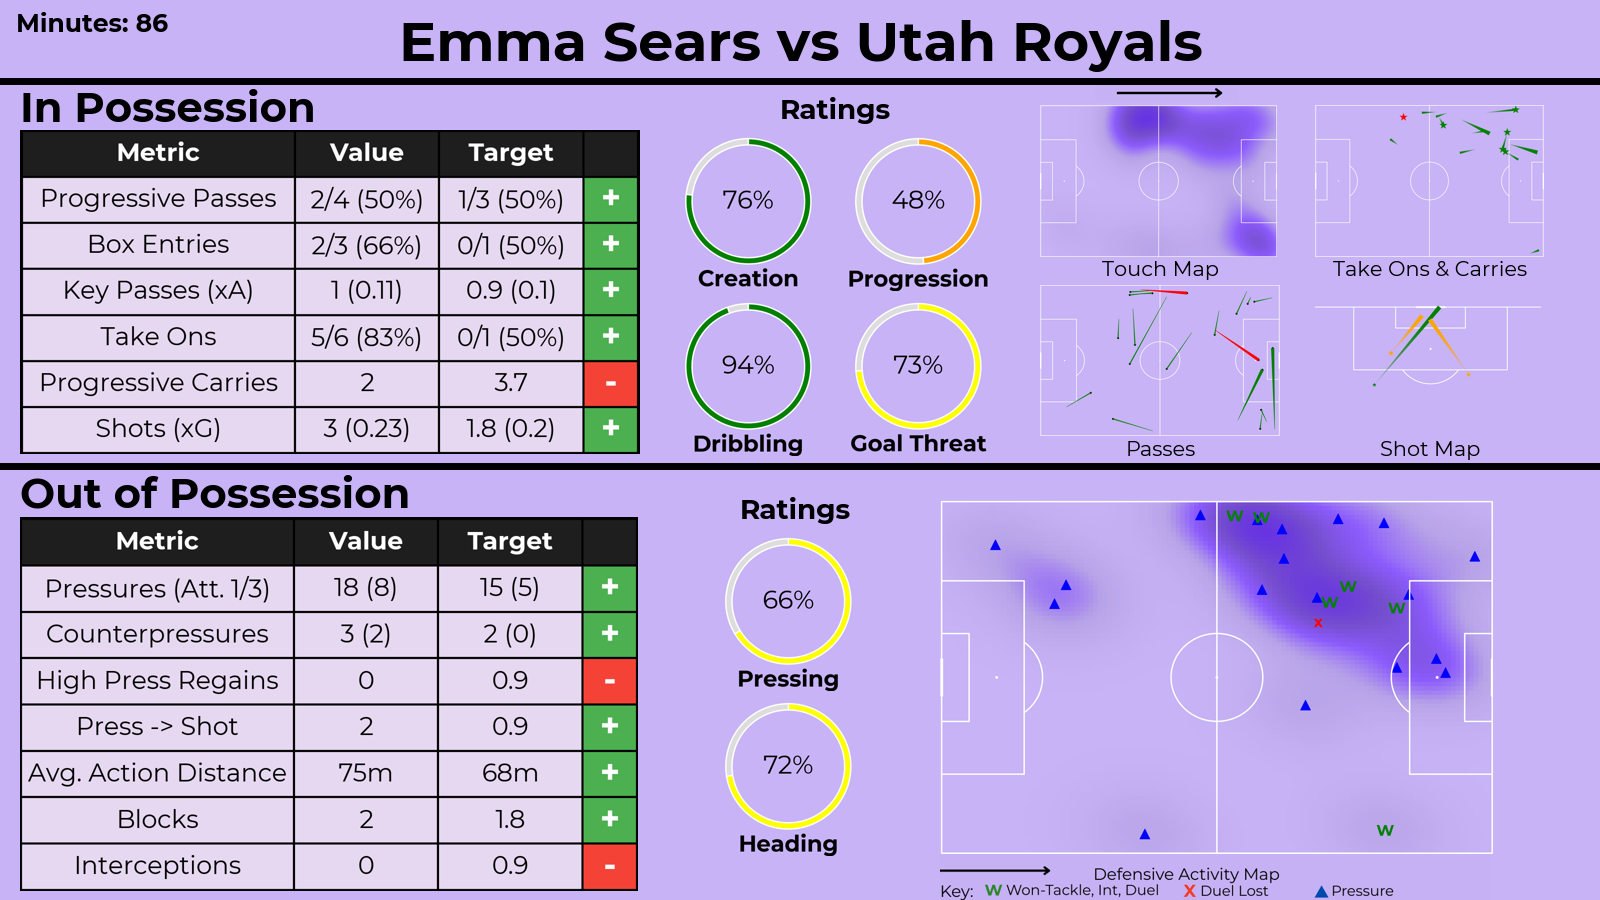 Minutes: 86
Emma Sears vs Utah Royals
In Possession
Metric Value Target
Progressive Passes 2/4 (50%) 1/3 (50%) +
Box Entries 2/3 (66%) 0/1 (50%) +
Key Passes (xA) 1 (0.11) 0.9 (0.1) +
Take Ons 5/6 (83%) 0/1 (50%) +
Progressive Carries 2 3.7 -
Shots (xG) 3 (0.23) 1.8 (0.2) +
Ratings
76% 48%
Creation Progression
94% 73%
Dribbling Goal Threat
Touch Map Take Ons & Carries
Passes Shot Map
Out of Possession
Metric Value Target
Pressures (Att. 1/3) 18 (8) 15 (5) +
Counterpressures 3 (2) 2 (0) +
High Press Regains 0 0.9 -
Press -> Shot 2 0.9 +
Avg. Action Distance 75m 68m +
Blocks 2 1.8 +
Interceptions 0 0.9 -
Ratings
66%
Pressing
72%
Heading
W W
W
W W
X
W
Defensive Activity Map
Key: W Won-Tackle, Int, Duel X Duel Lost Pressure